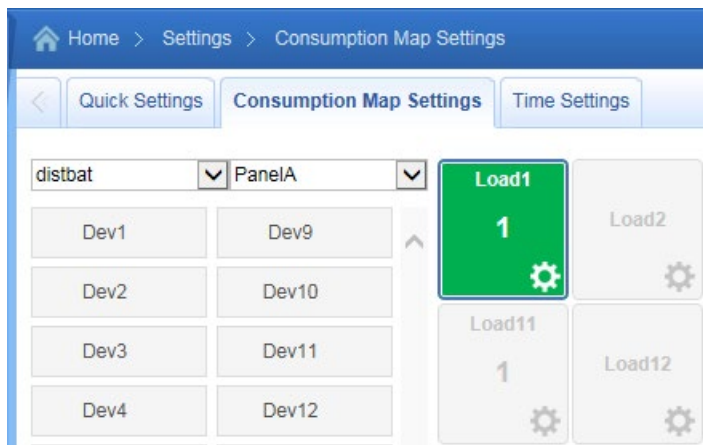 Home > Settings > Consumption Map Settings
Quick Settings Consumption Map Settings Time Settings
distbat PanelA
Load1
1
Load2
Dev1 Dev9
Dev2 Dev10
Load11
1
Load12
Dev3 Dev11
Dev4 Dev12